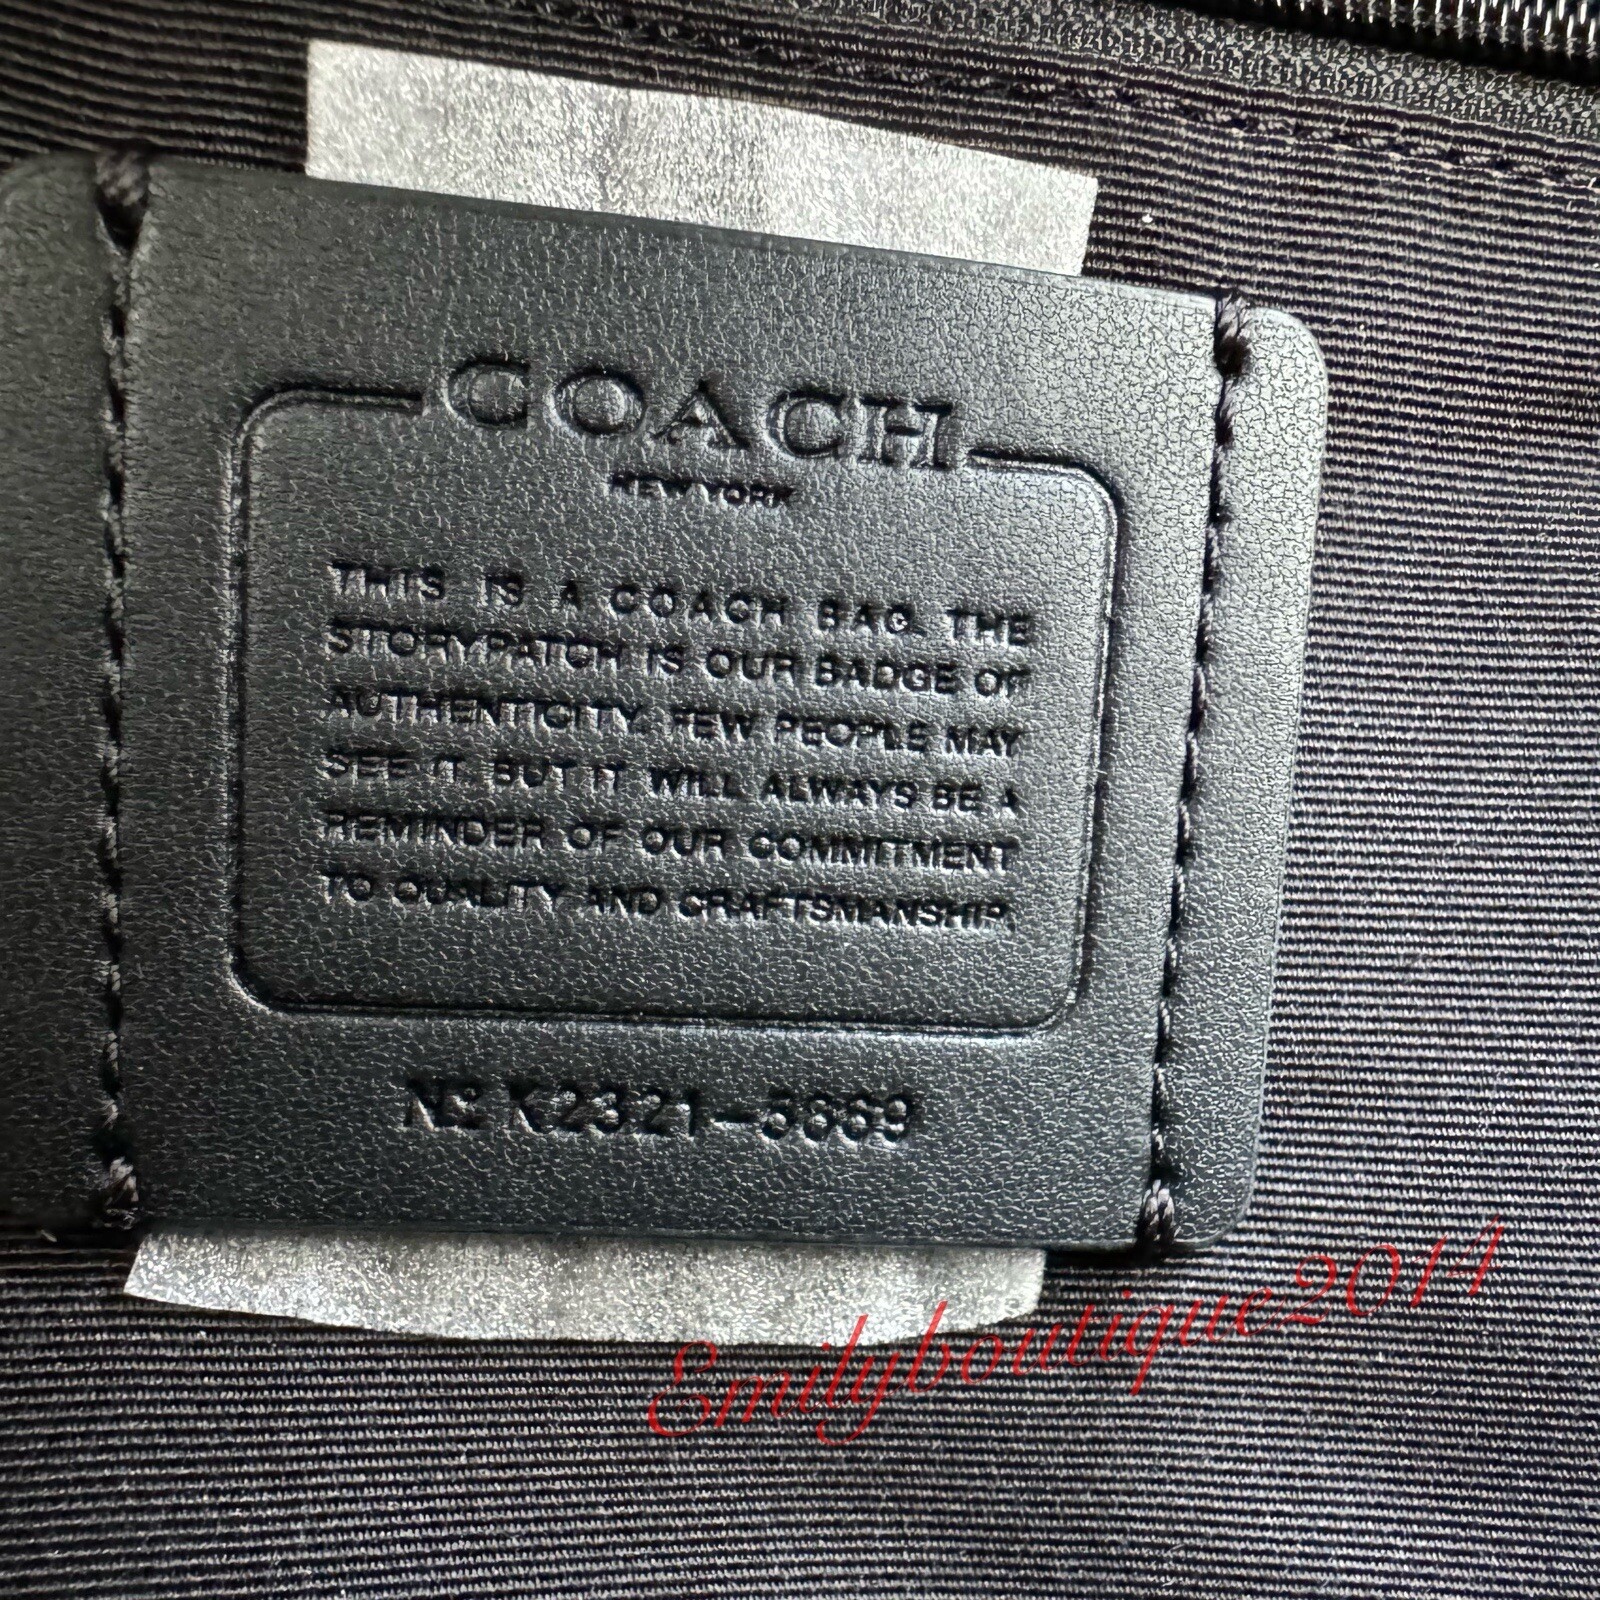 COACH
NEW YORK
THIS IS A COACH BAG. THE
STORYPATCH IS OUR BADGE OF
AUTHENTICITY. FEW PEOPLE MAY
SEE IT. BUT IT WILL ALWAYS BE A
REMINDER OF OUR COMMITMENT
TO QUALITY AND CRAFTSMANSHIP.
Nº K2321-5669
Emilyboutique2014